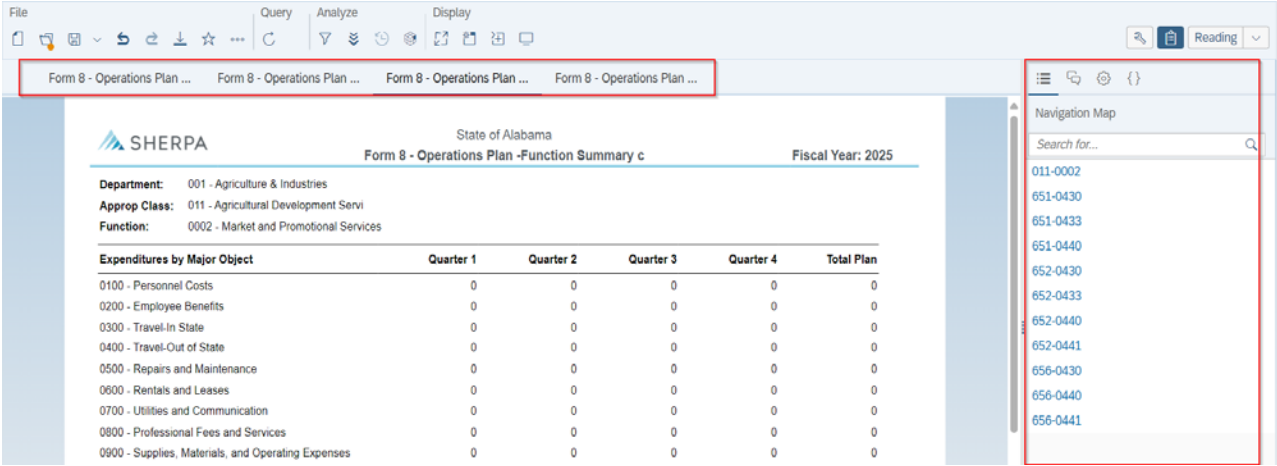 File Query Analyze Display
Reading
Form 8 - Operations Plan ... Form 8 - Operations Plan ... Form 8 - Operations Plan ... Form 8 - Operations Plan ...
SHERPA
State of Alabama
Form 8 - Operations Plan -Function Summary c
Fiscal Year: 2025
Department: 001 - Agriculture & Industries
Approp Class: 011 - Agricultural Development Servi
Function: 0002 - Market and Promotional Services
Expenditures by Major Object Quarter 1 Quarter 2 Quarter 3 Quarter 4 Total Plan
0100 - Personnel Costs 0 0 0 0 0
0200 - Employee Benefits 0 0 0 0 0
0300 - Travel-In State 0 0 0 0 0
0400 - Travel-Out of State 0 0 0 0 0
0500 - Repairs and Maintenance 0 0 0 0 0
0600 - Rentals and Leases 0 0 0 0 0
0700 - Utilities and Communication 0 0 0 0 0
0800 - Professional Fees and Services 0 0 0 0 0
0900 - Supplies, Materials, and Operating Expenses 0 0 0 0 0
Navigation Map
Search for...
011-0002
651-0430
651-0433
651-0440
652-0430
652-0433
652-0440
652-0441
656-0430
656-0440
656-0441